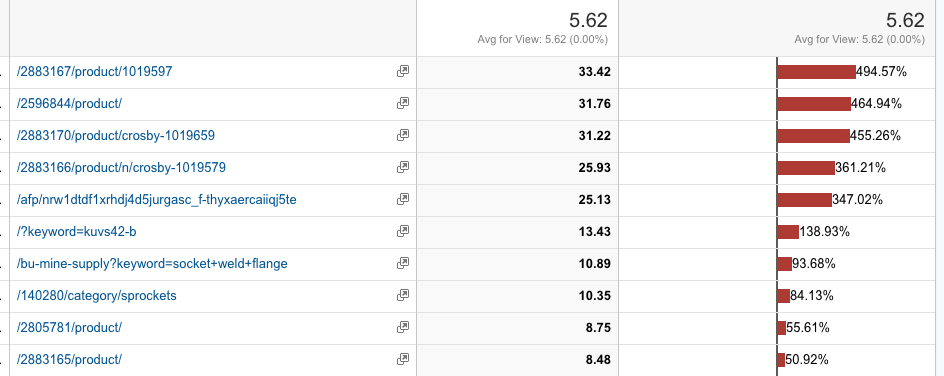 5.62 5.62
Avg for View: 5.62 (0.00%) Avg for View: 5.62 (0.00%)
/2883167/product/1019597 33.42 494.57%
/2596844/product/ 31.76 464.94%
/2883170/product/crosby-1019659 31.22 455.26%
/2883166/product/n/crosby-1019579 25.93 361.21%
/afp/nrw1dtdf1xrhdj4d5jurgasc_f-thyxaercaiiqj5te 25.13 347.02%
/?keyword=kuvs42-b 13.43 138.93%
/bu-mine-supply?keyword=socket+weld+flange 10.89 93.68%
/140280/category/sprockets 10.35 84.13%
/2805781/product/ 8.75 55.61%
/2883165/product/ 8.48 50.92%